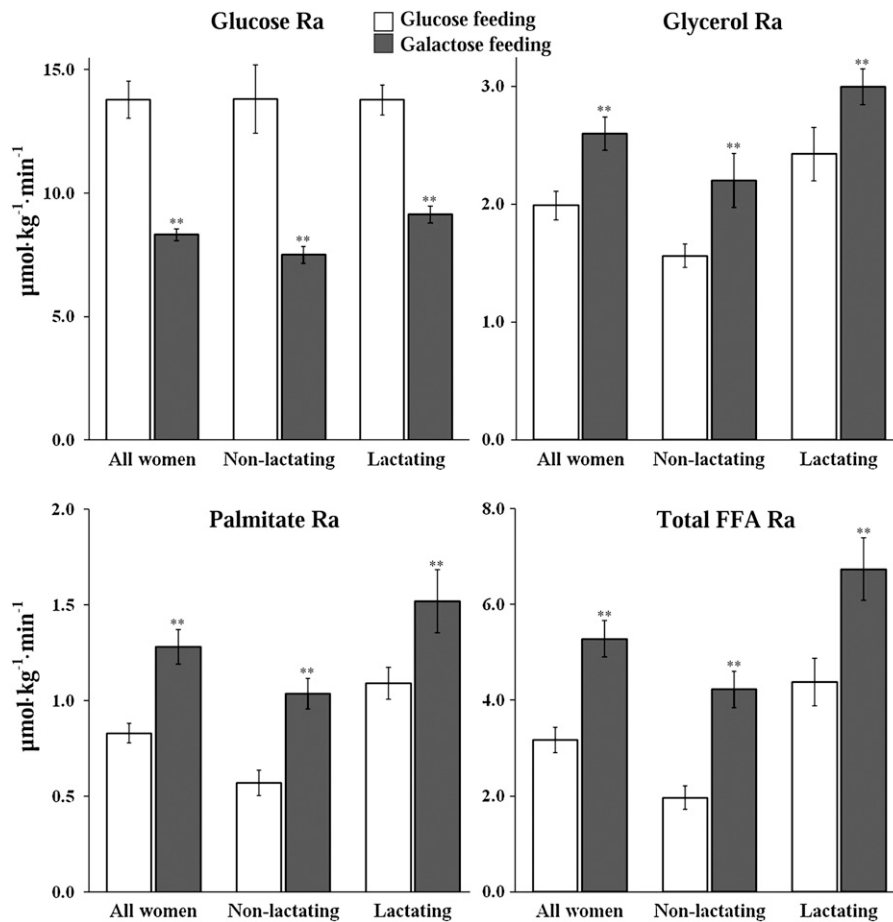 Glucose Ra
Glucose feeding
Galactose feeding
Glycerol Ra
μmol·kg⁻¹·min⁻¹
15.0
10.0
5.0
0.0
**
**
**
All women Non-lactating Lactating
3.0
2.0
1.0
0.0
**
**
**
All women Non-lactating Lactating
Palmitate Ra
μmol·kg⁻¹·min⁻¹
2.0
1.5
1.0
0.5
0.0
**
**
**
All women Non-lactating Lactating
Total FFA Ra
8.0
6.0
4.0
2.0
0.0
**
**
**
All women Non-lactating Lactating